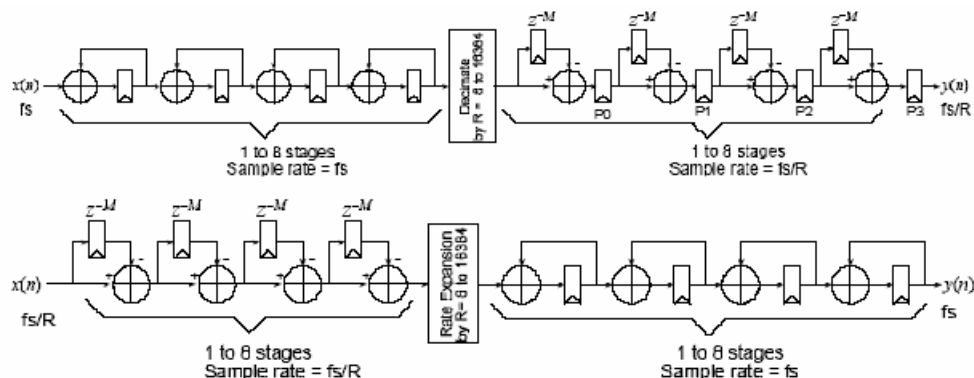 z⁻ᴹ z⁻ᴹ z⁻ᴹ z⁻ᴹ
x(n)
fs
Decimate
by R = 8 to 16384
+ - + - + - + -
P0 P1 P2 P3
y(n)
fs/R
1 to 8 stages
Sample rate = fs
1 to 8 stages
Sample rate = fs/R
z⁻ᴹ z⁻ᴹ z⁻ᴹ z⁻ᴹ
x(n)
fs/R
+ - + - + - + -
Rate Expansion
by R= 8 to 16384
y(n)
fs
1 to 8 stages
Sample rate = fs/R
1 to 8 stages
Sample rate = fs